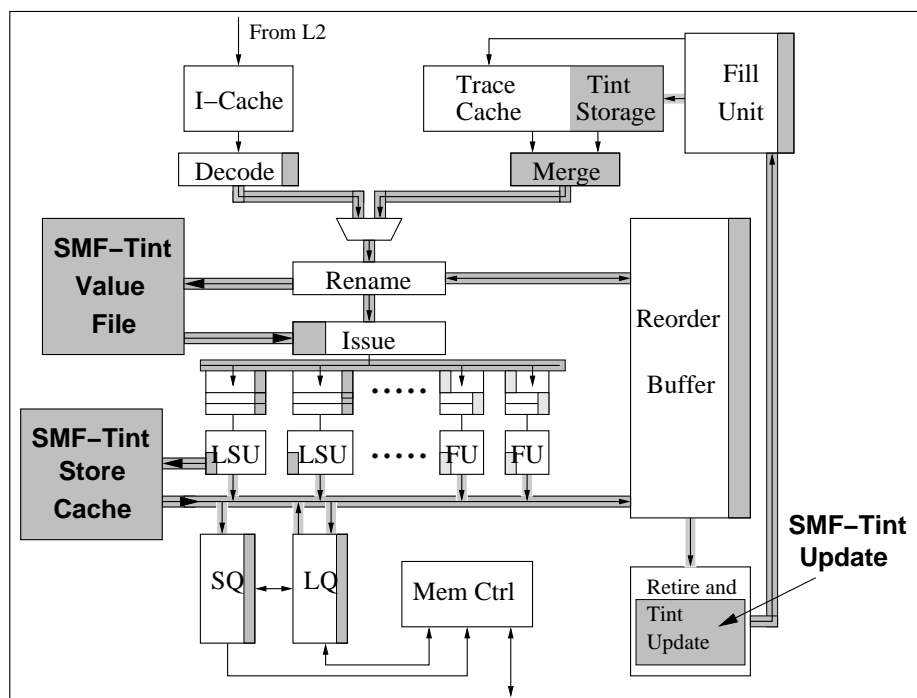 From L2
I–Cache
Trace
Cache
Tint
Storage
Fill
Unit
Decode
Merge
SMF–Tint
Value
File
Rename
Issue
Reorder
Buffer
SMF–Tint
Store
Cache
LSU
LSU
FU
FU
SMF–Tint
Update
SQ
LQ
Mem Ctrl
Retire and
Tint
Update